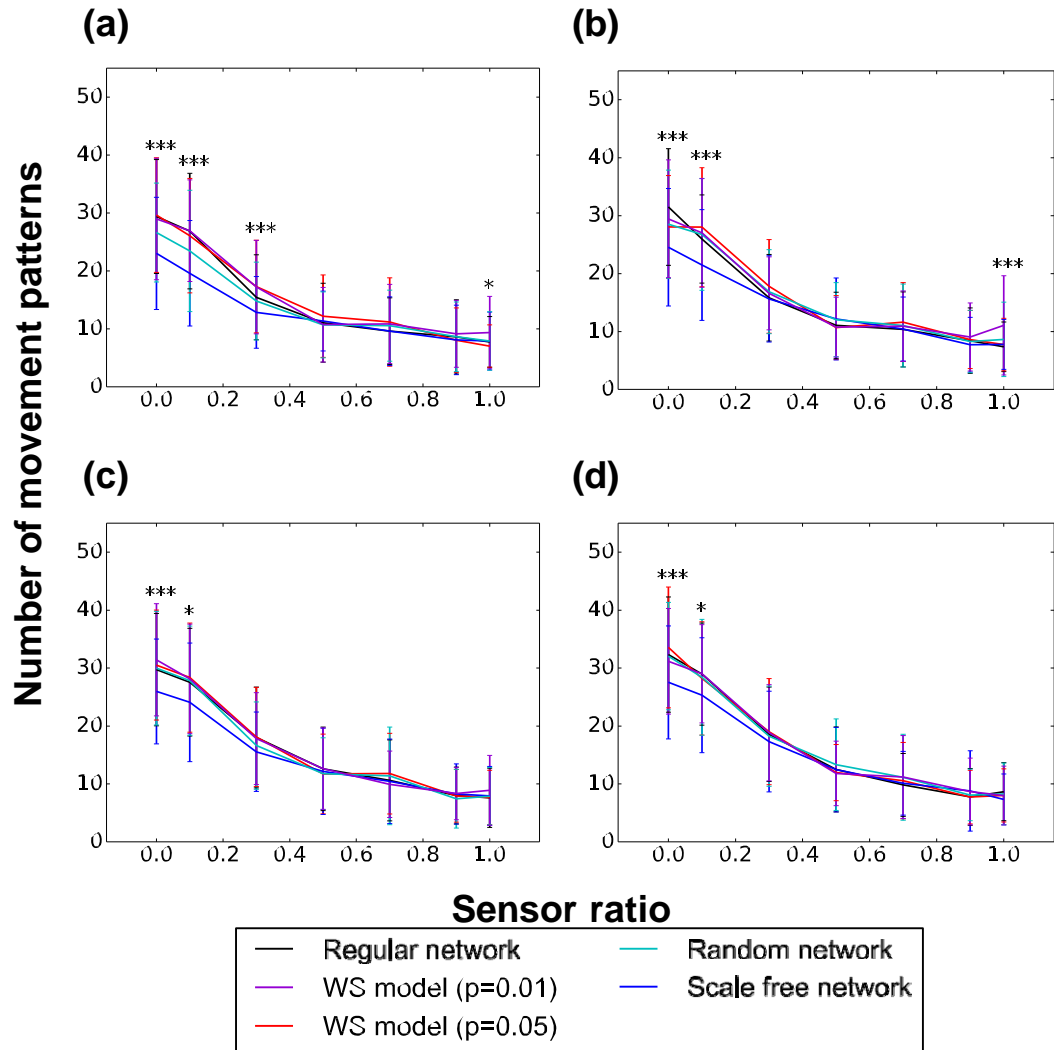 (a)
(b)
50
40
30
20
10
0
***
***
***
*
0.0 0.2 0.4 0.6 0.8 1.0
50
40
30
20
10
0
***
***
***
0.0 0.2 0.4 0.6 0.8 1.0
Number of movement patterns
(c)
(d)
50
40
30
20
10
0
***
*
0.0 0.2 0.4 0.6 0.8 1.0
50
40
30
20
10
0
***
*
0.0 0.2 0.4 0.6 0.8 1.0
Sensor ratio
Regular network
WS model (p=0.01)
WS model (p=0.05)
Random network
Scale free network